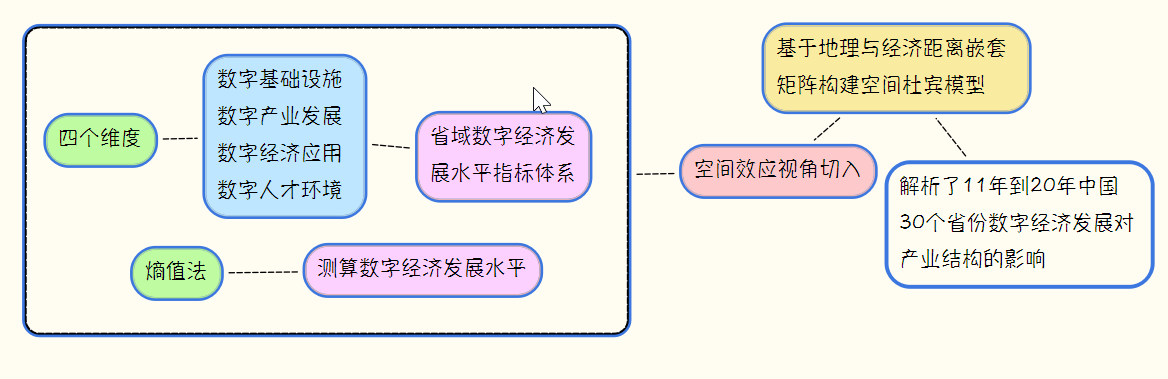 四个维度
数字基础设施
数字产业发展
数字经济应用
数字人才环境
省域数字经济发
展水平指标体系
熵值法
测算数字经济发展水平
空间效应视角切入
基于地理与经济距离嵌套
矩阵构建空间杜宾模型
解析了11年到20年中国
30个省份数字经济发展对
产业结构的影响